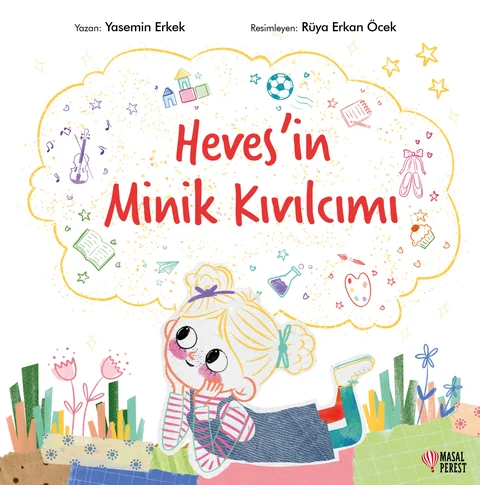 Yazan: Yasemin Erkek
Resimleyen: Rüya Erkan Öcek
Heves'in
Minik Kıvılcımı
MASAL
PEREST